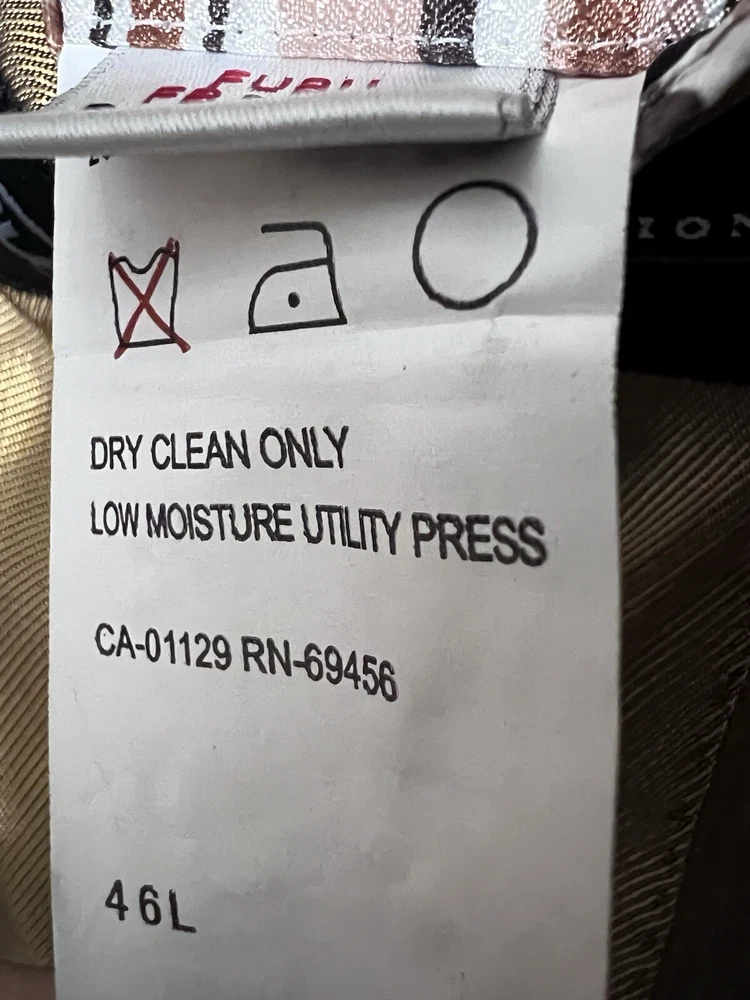 DRY CLEAN ONLY
LOW MOISTURE UTILITY PRESS
CA-01129 RN-69456
46L